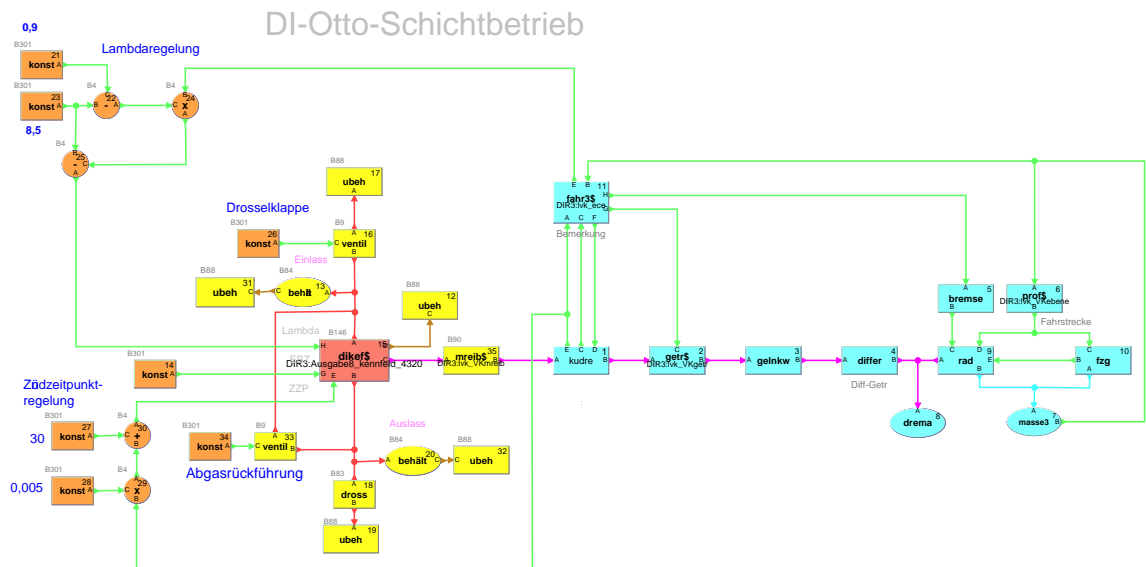 DI-Otto-Schichtbetrieb
0,9
B301
21
konst A
Lambdaregelung
B301
23
konst A
8,5
B4
22
C
B - A
B4
24
B
C x A
B4
25
B
- C
A
B88
17
ubeh
A
Drosselklappe
B301
26
konst A
B9
16
A
C ventil
B
Einlass
B88
31
ubeh C
B84
13
C behält A
B88
12
ubeh
C
Lambda
EBZ
ZZP
B146
15
A
H D
dikef$
DIR3:Ausgabe8_kennfeld_4320
C
G E B
B90
35
A mreib$ B
DIR3:lvk_VKmreib
B301
14
konst A
Zündzeitpunkt-
regelung
30
B301
27
konst A
B4
30
A
C +
B
0,005
B301
28
konst A
B4
29
A
C x
B
B301
34
konst A
B9
33
A
C ventil B
Abgasrückführung
Auslass
B84
20
A behält C
B88
32
C ubeh
B83
18
A
dross
B
B88
19
A
ubeh
E B 11
H
fahr3$
DIR3:lvk_eco
G
A C F
Bemerkung
E C D
A kudre B
1
C
A getr$ B
2
DIR3:lvk_VKgetr
A gelnkw B
3
A differ B
4
Diff-Getr
A
bremse
B
5
A
prof$
6
DIR3:lvk_VKebene
B
Fahrstrecke
C D 9
A rad E
B
C 10
fzg
A
A 8
drema
A 7
masse3 B